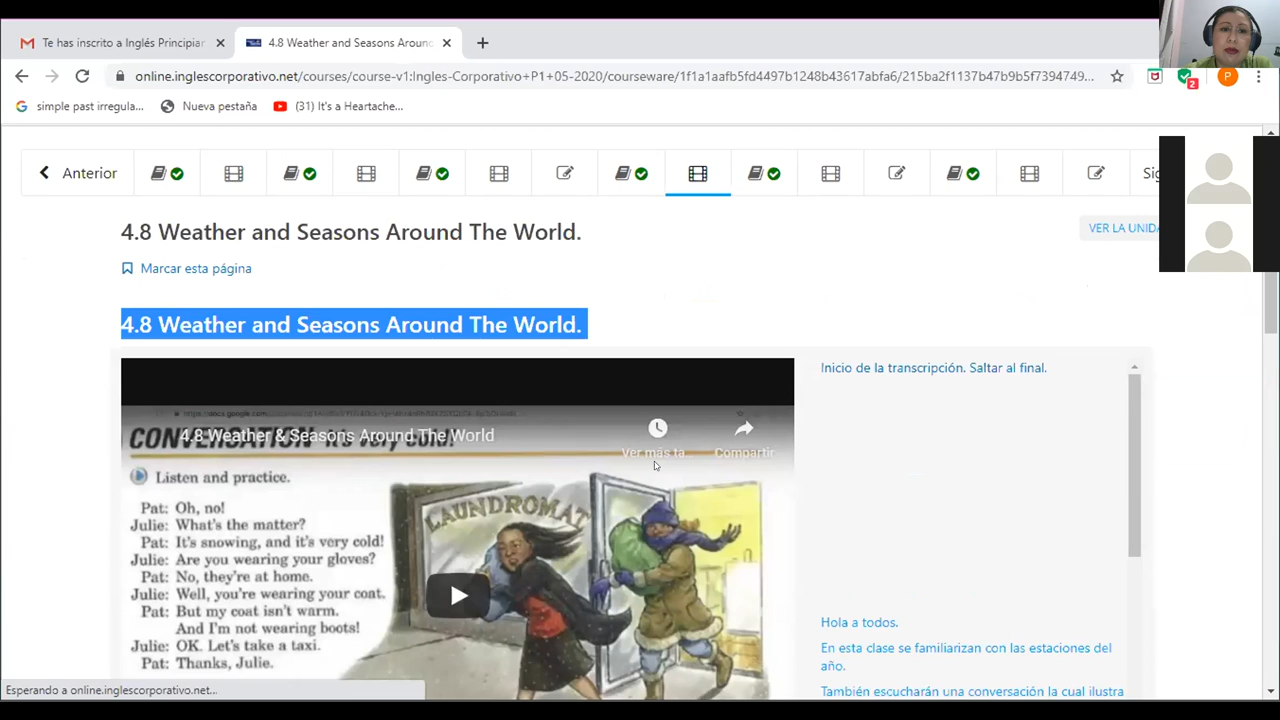 Te has inscrito a Inglés Principian
4.8 Weather and Seasons Around
online.inglescorporativo.net/courses/course-v1:Ingles-Corporativo+P1+05-2020/courseware/1f1a1aafb5fd4497b1248b43617abfa6/215ba2f1137b47b9b5f7394749...
P
2
simple past irregula...
Nueva pestaña
(31) It's a Heartache...
Anterior
4.8 Weather and Seasons Around The World.
VER LA UNIDA
Marcar esta página
4.8 Weather and Seasons Around The World.
Inicio de la transcripción. Saltar al final.
CONVERSATION It's very cold!
4.8 Weather & Seasons Around The World
Ver más ta...
Compartir
Listen and practice.
Pat: Oh, no!
Julie: What's the matter?
Pat: It's snowing, and it's very cold!
Julie: Are you wearing your gloves?
Pat: No, they're at home.
Julie: Well, you're wearing your coat.
Pat: But my coat isn't warm.
And I'm not wearing boots!
Julie: OK. Let's take a taxi.
Pat: Thanks, Julie.
LAUNDROMAT
Hola a todos.
En esta clase se familiarizan con las estaciones del
año.
También escucharán una conversación la cual ilustra
Esperando a online.inglescorporativo.net...